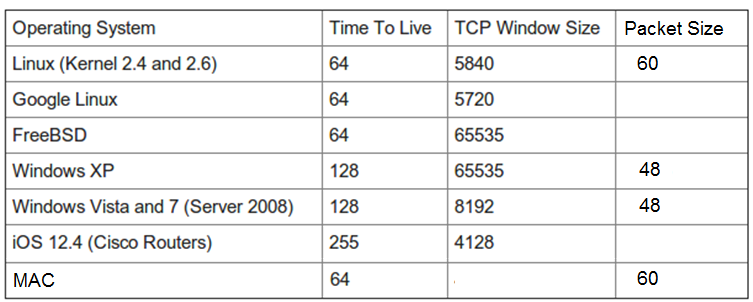 Operating System Time To Live TCP Window Size Packet Size
Linux (Kernel 2.4 and 2.6) 64 5840 60
Google Linux 64 5720
FreeBSD 64 65535
Windows XP 128 65535 48
Windows Vista and 7 (Server 2008) 128 8192 48
iOS 12.4 (Cisco Routers) 255 4128
MAC 64 60